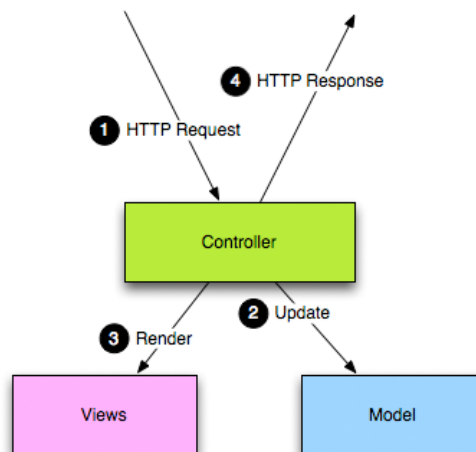 4 HTTP Response
1 HTTP Request
Controller
2 Update
3 Render
Views
Model